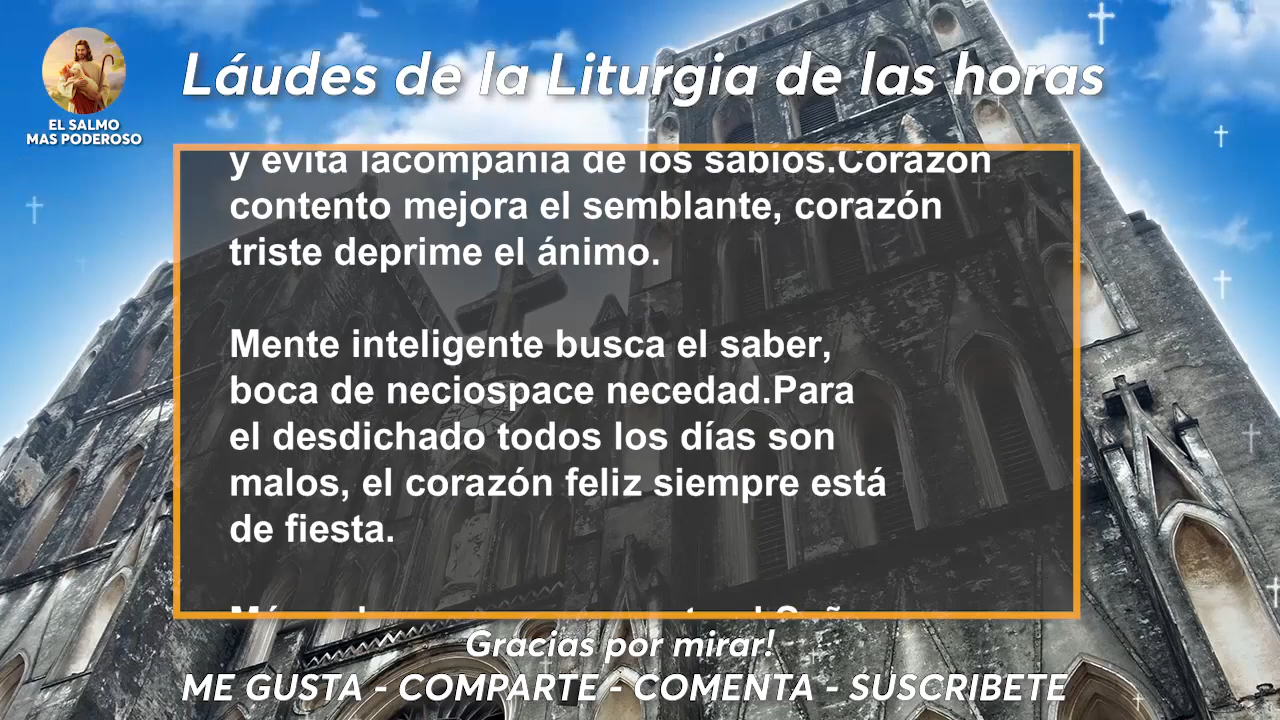 Láudes de la Liturgia de las horas
EL SALMO
MAS PODEROSO
y evita lacompañía de los sabios.Corazón
contento mejora el semblante, corazón
triste deprime el ánimo.
Mente inteligente busca el saber,
boca de neciospace necedad.Para
el desdichado todos los días son
malos, el corazón feliz siempre está
de fiesta.
Gracias por mirar!
ME GUSTA - COMPARTE - COMENTA - SUSCRIBETE